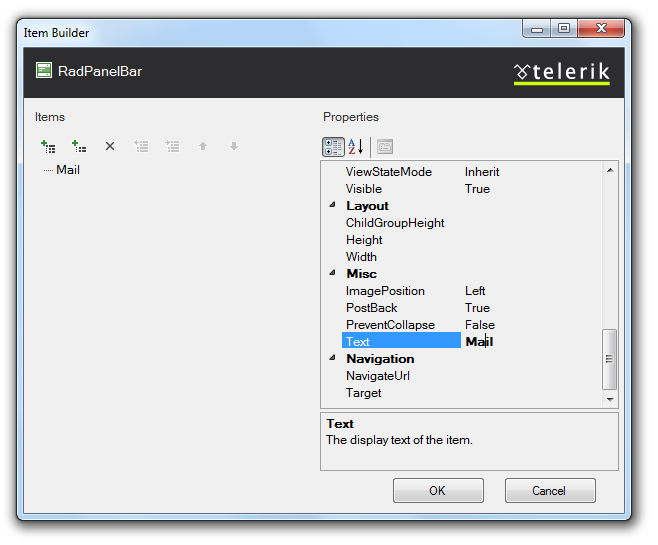 Item Builder
RadPanelBar
telerik
Items
Properties
Mail
ViewStateMode Inherit
Visible True
Layout
ChildGroupHeight
Height
Width
Misc
ImagePosition Left
PostBack True
PreventCollapse False
Text Mail
Navigation
NavigateUrl
Target
Text
The display text of the item.
OK Cancel